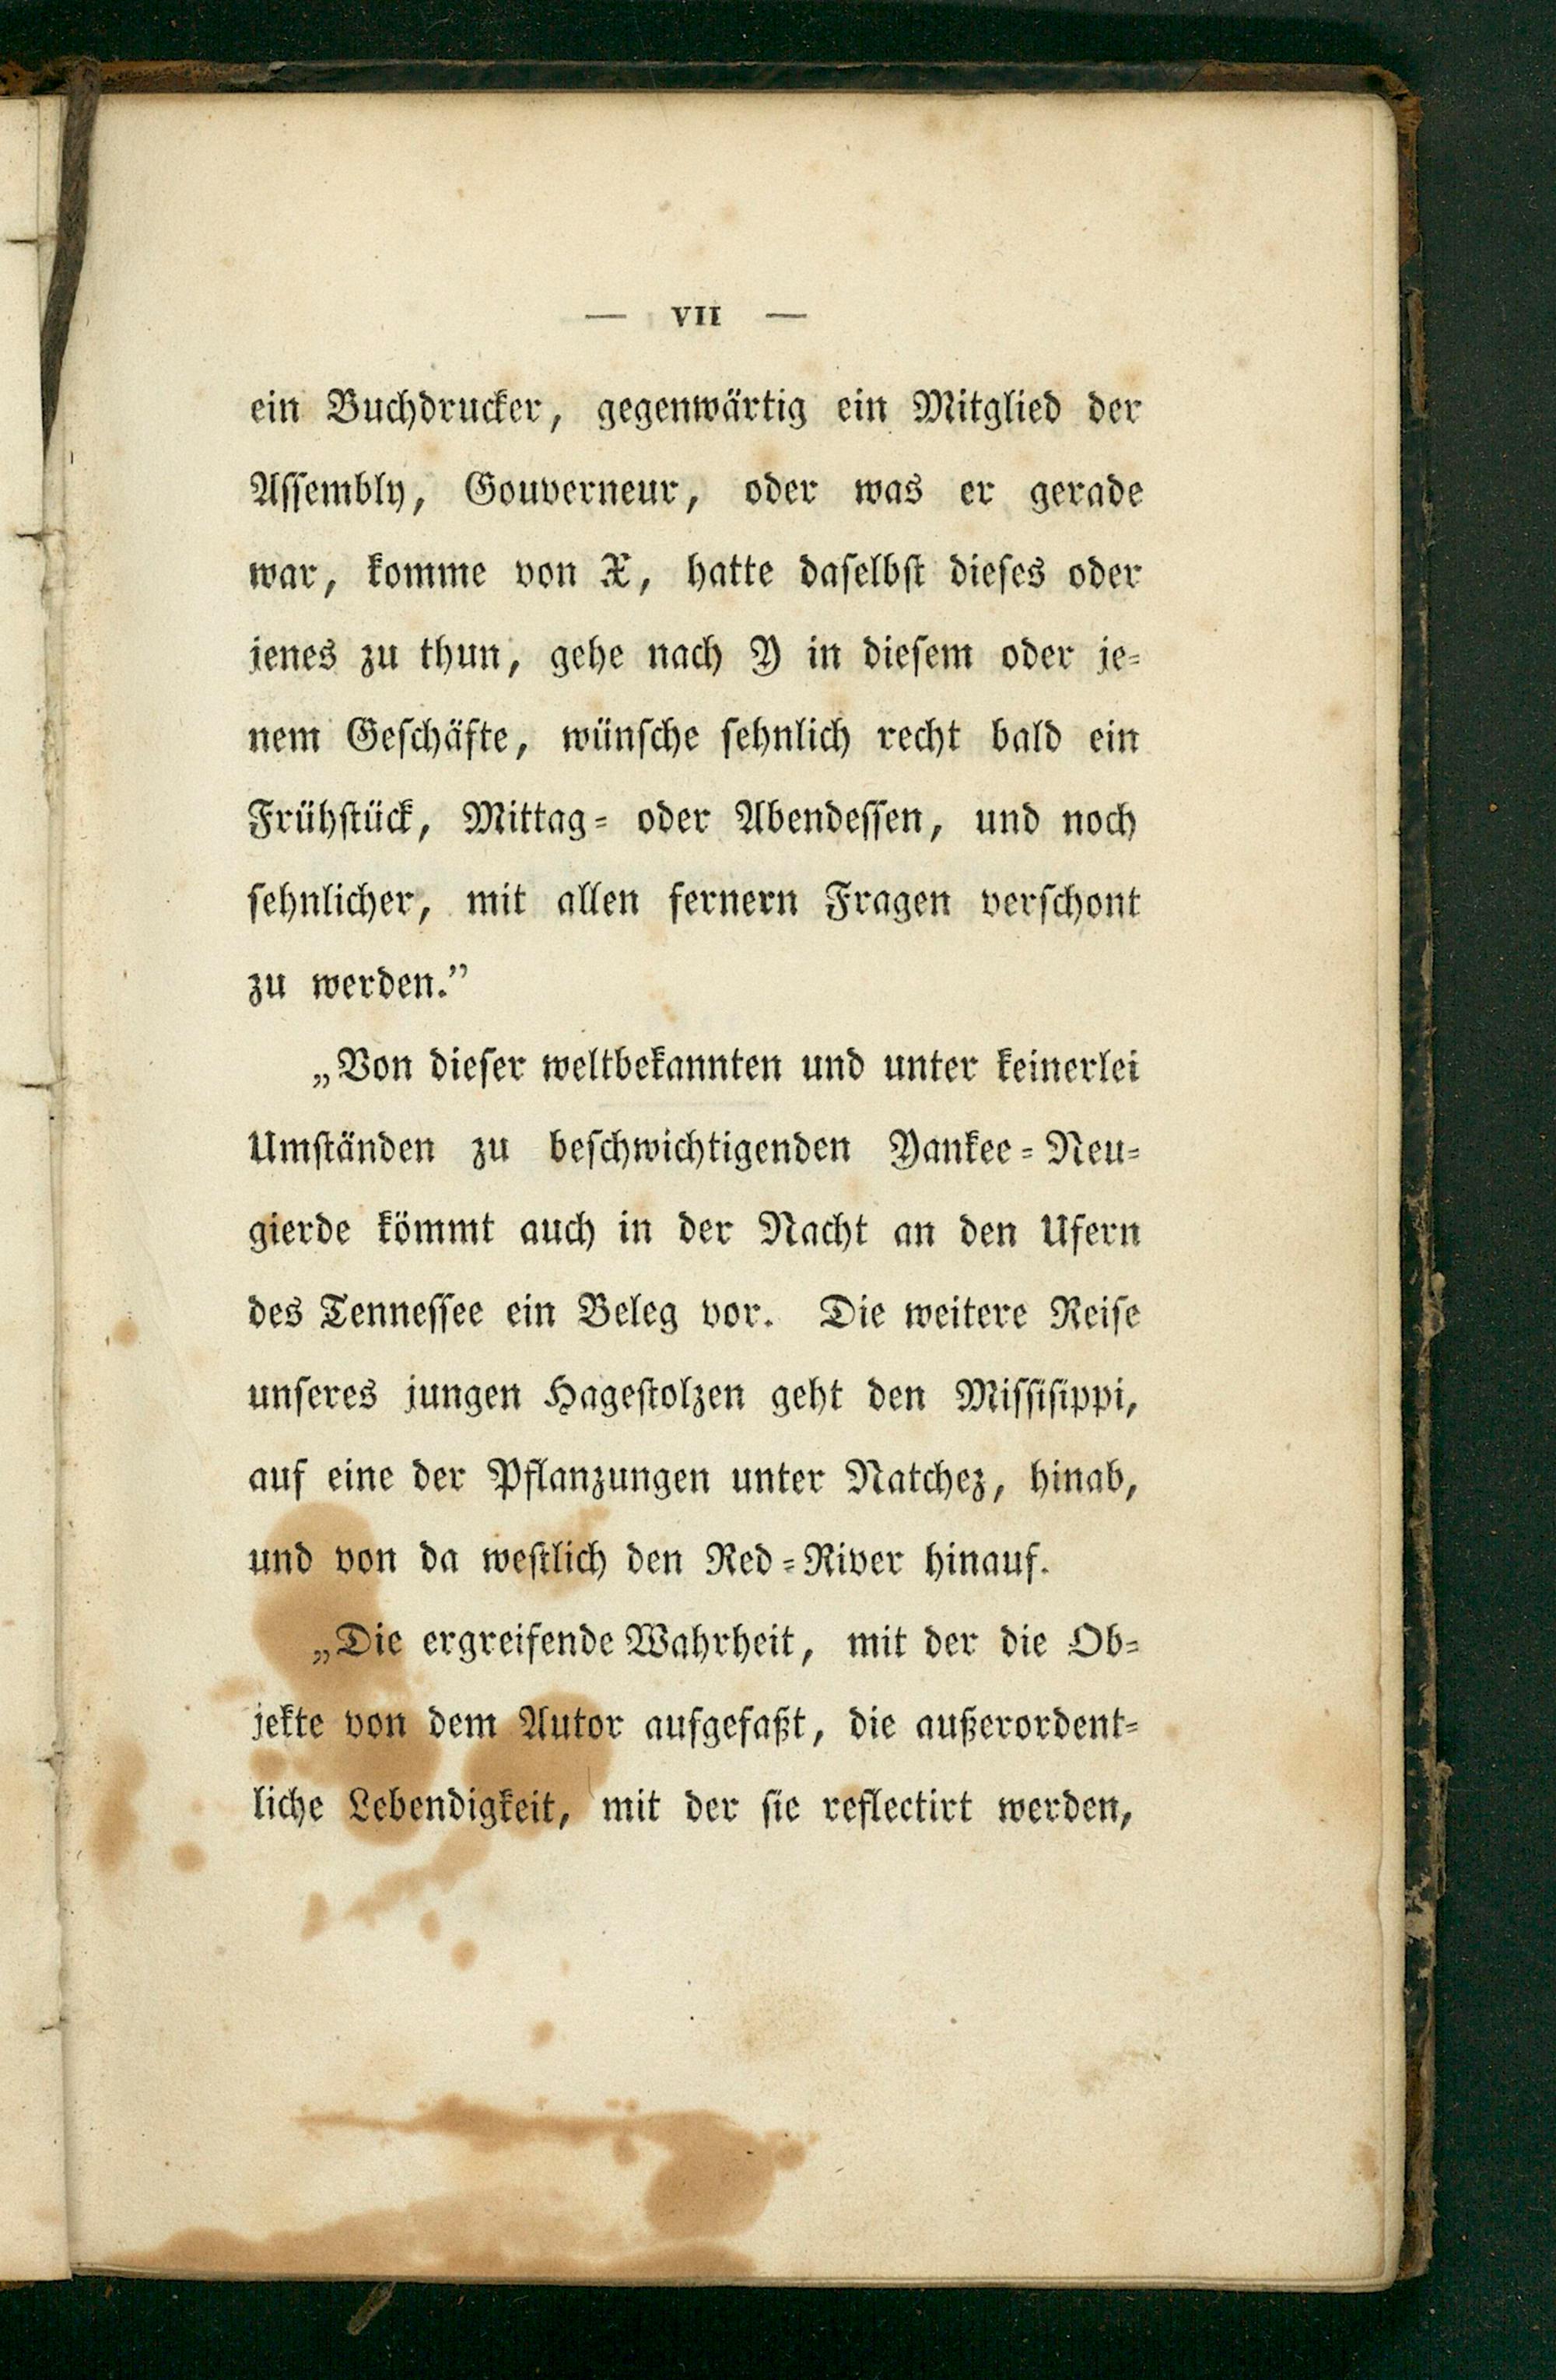 — VII —
ein Buchdrucker, gegenwärtig ein Mitglied der
Assembly, Gouverneur, oder was er gerade
war, komme von X, hatte daselbst dieses oder
jenes zu thun, gehe nach Y in diesem oder je-
nem Geschäfte, wünsche sehnlich recht bald ein
Frühstück, Mittag- oder Abendessen, und noch
sehnlicher, mit allen fernern Fragen verschont
zu werden.”
„Von dieser weltbekannten und unter keinerlei
Umständen zu beschwichtigenden Yankee-Neu-
gierde kömmt auch in der Nacht an den Ufern
des Tennessee ein Beleg vor. Die weitere Reise
unseres jungen Hagestolzen geht den Missisippi,
auf eine der Pflanzungen unter Natchez, hinab,
und von da westlich den Red-River hinauf.
„Die ergreifende Wahrheit, mit der die Ob-
jekte von dem Autor aufgefaßt, die außerordent-
liche Lebendigkeit, mit der sie reflectirt werden,